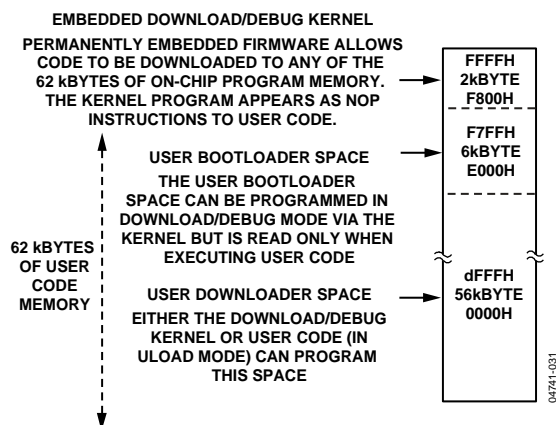 EMBEDDED DOWNLOAD/DEBUG KERNEL
PERMANENTLY EMBEDDED FIRMWARE ALLOWS
CODE TO BE DOWNLOADED TO ANY OF THE
62 kBYTES OF ON-CHIP PROGRAM MEMORY.
THE KERNEL PROGRAM APPEARS AS NOP
INSTRUCTIONS TO USER CODE.
FFFFH
2kBYTE
F800H
USER BOOTLOADER SPACE
THE USER BOOTLOADER
SPACE CAN BE PROGRAMMED IN
DOWNLOAD/DEBUG MODE VIA THE
KERNEL BUT IS READ ONLY WHEN
EXECUTING USER CODE
F7FFH
6kBYTE
E000H
62 kBYTES
OF USER
CODE
MEMORY
USER DOWNLOADER SPACE
EITHER THE DOWNLOAD/DEBUG
KERNEL OR USER CODE (IN
ULOAD MODE) CAN PROGRAM
THIS SPACE
dFFFH
56kBYTE
0000H
04741-031